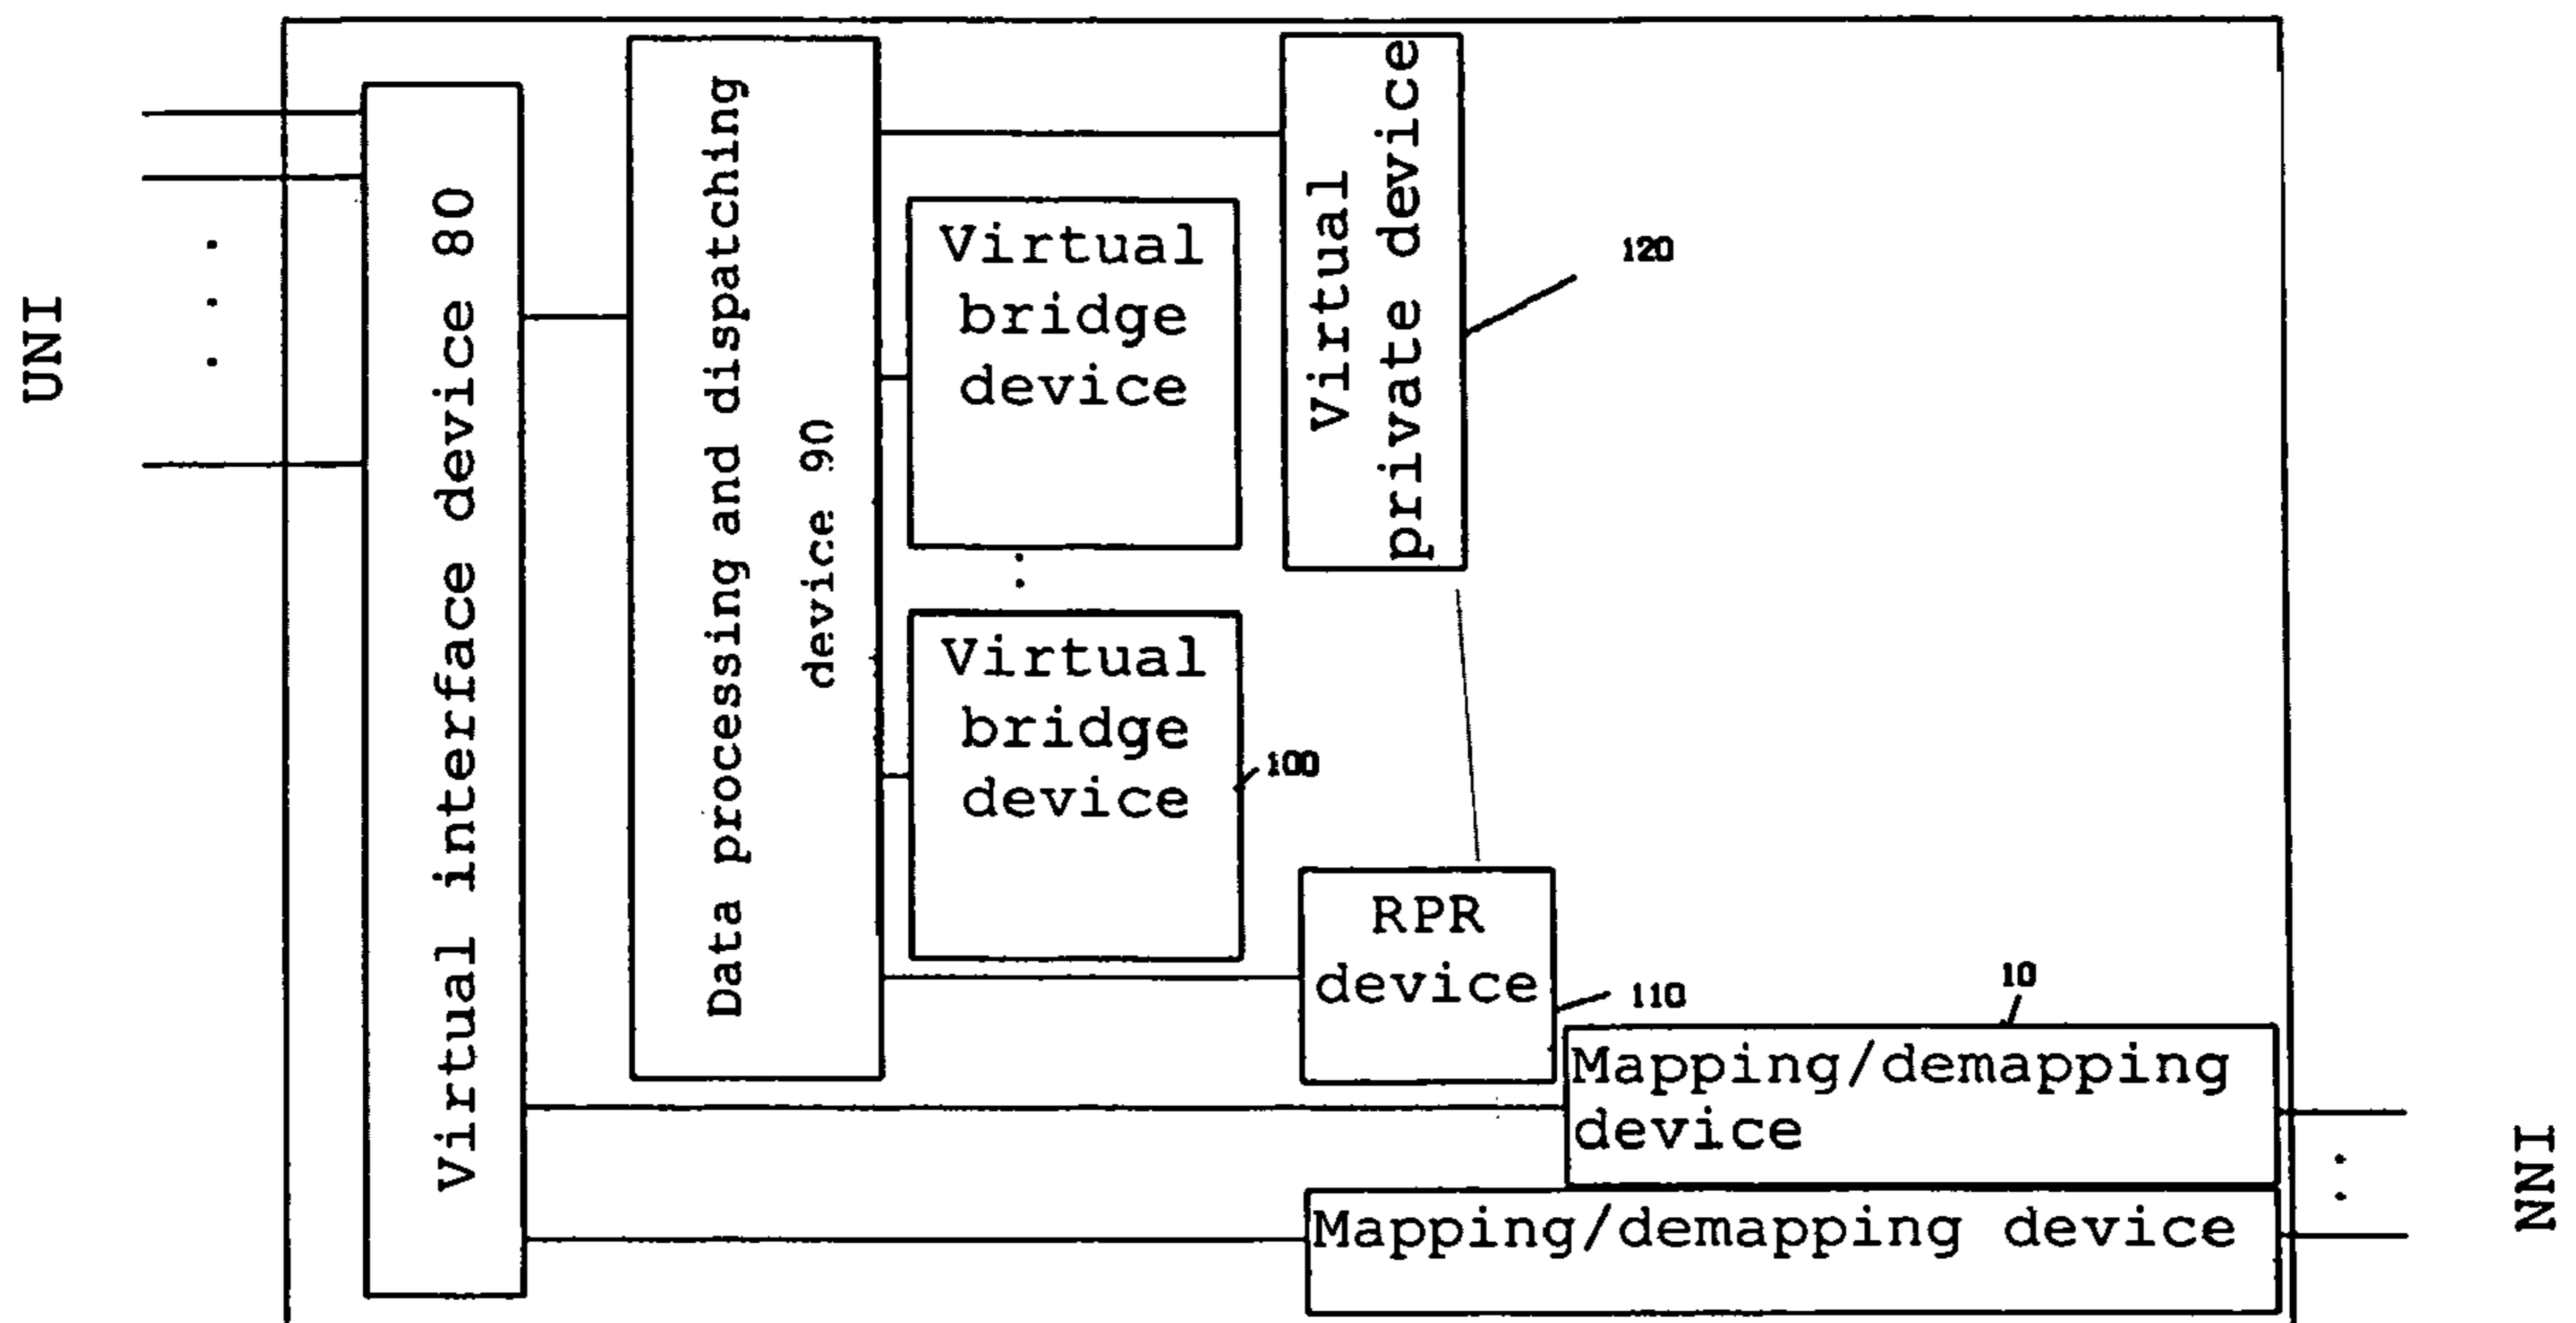 UNI
Virtual interface device 80
Data processing and dispatching
device 90
Virtual
bridge
device
Virtual
bridge
device
100
Virtual
private device
120
RPR
device
110
10
Mapping/demapping
device
Mapping/demapping device
NNI